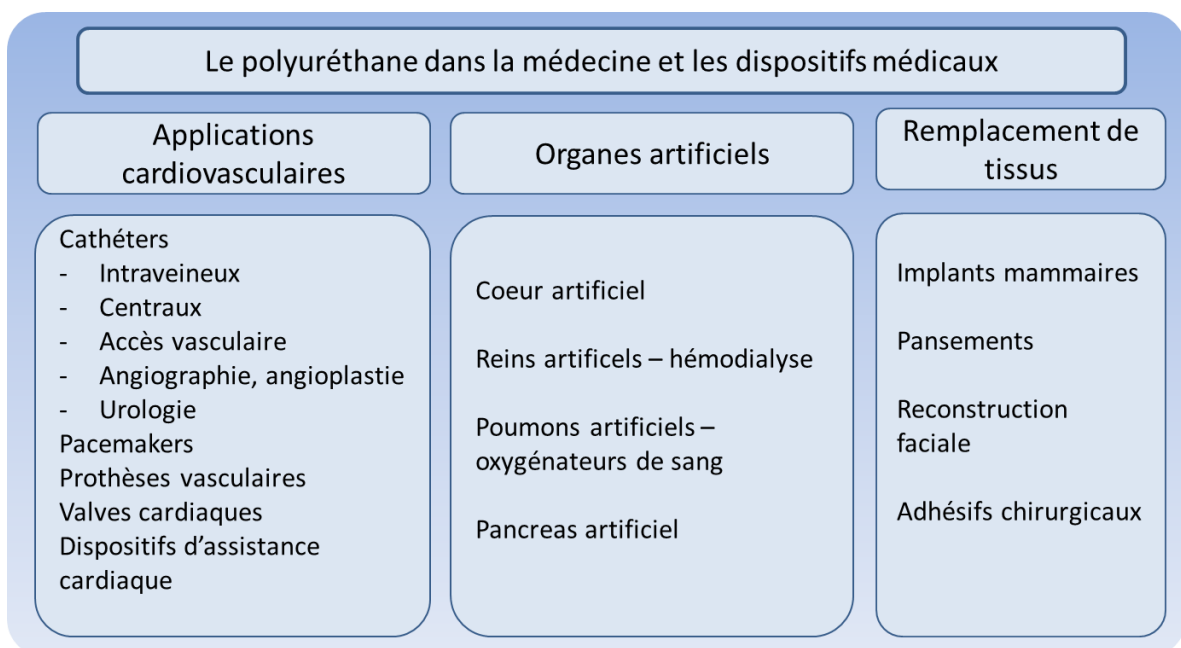 Le polyuréthane dans la médecine et les dispositifs médicaux
Applications
cardiovasculaires
Cathéters
- Intraveineux
- Centraux
- Accès vasculaire
- Angiographie, angioplastie
- Urologie
Pacemakers
Prothèses vasculaires
Valves cardiaques
Dispositifs d'assistance
cardiaque
Organes artificiels
Coeur artificiel
Reins artificels – hémodialyse
Poumons artificiels –
oxygénateurs de sang
Pancreas artificiel
Remplacement de
tissus
Implants mammaires
Pansements
Reconstruction
faciale
Adhésifs chirurgicaux